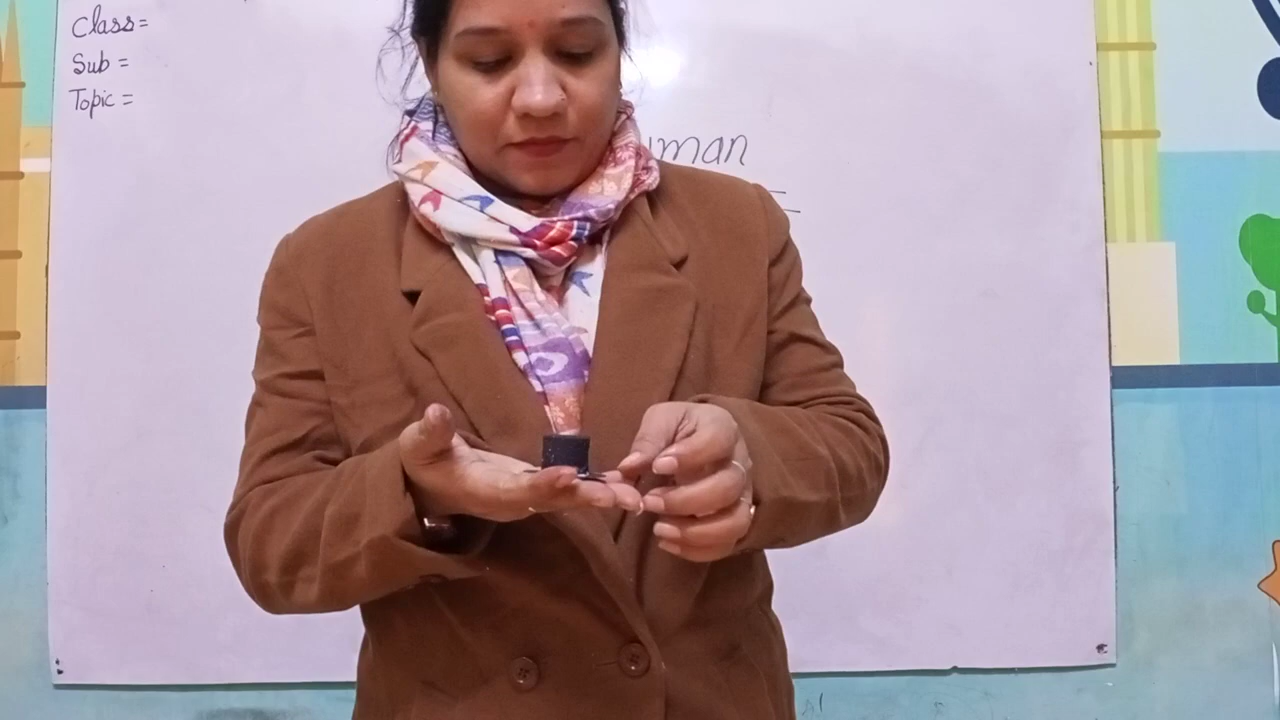 Class=
Sub =
Topic =
uman